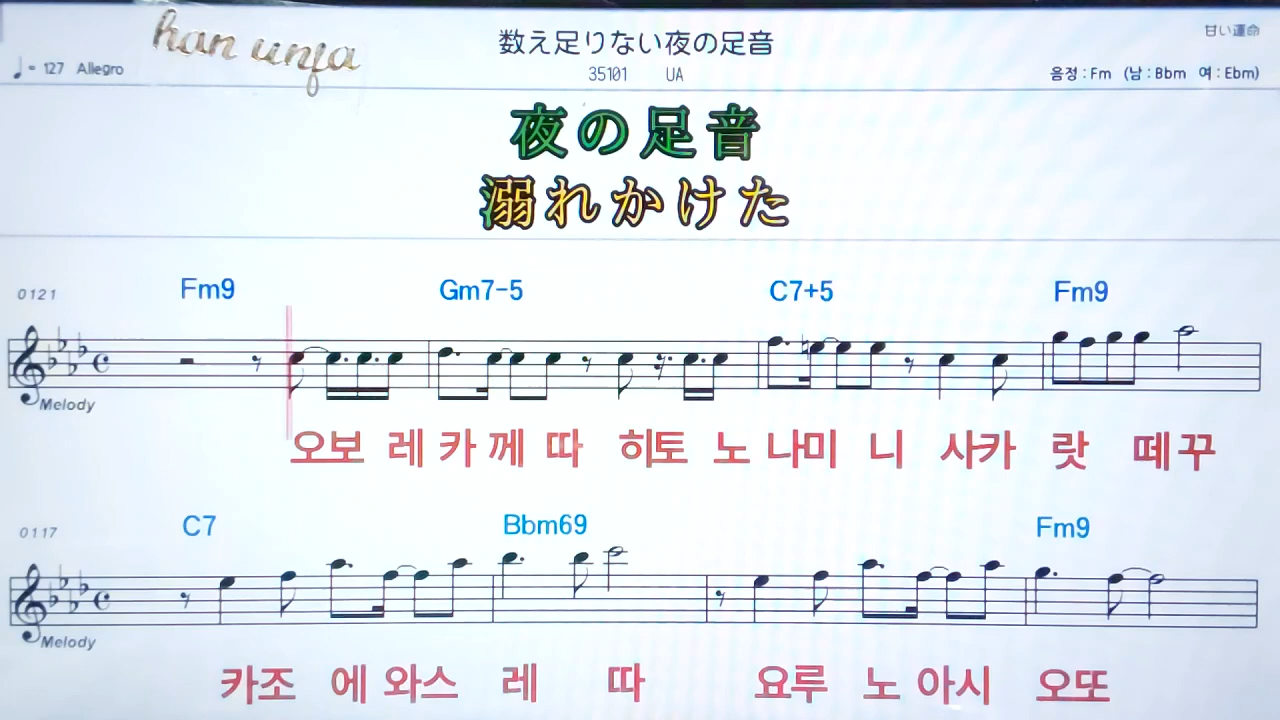 han unfa
数え足りない夜の足音
甘い運命
♩= 127 Allegro
35101 UA
음정 : Fm (남 : Bbm 여 : Ebm)
夜の足音
溺れかけた
0121 Fm9 Gm7-5 C7+5 Fm9
Melody
오보 레 카 께 따 히토 노 나미 니 사카 랏 떼 꾸
0117 C7 Bbm69 Fm9
Melody
카조 에 와스 레 따 요루 노 아시 오또